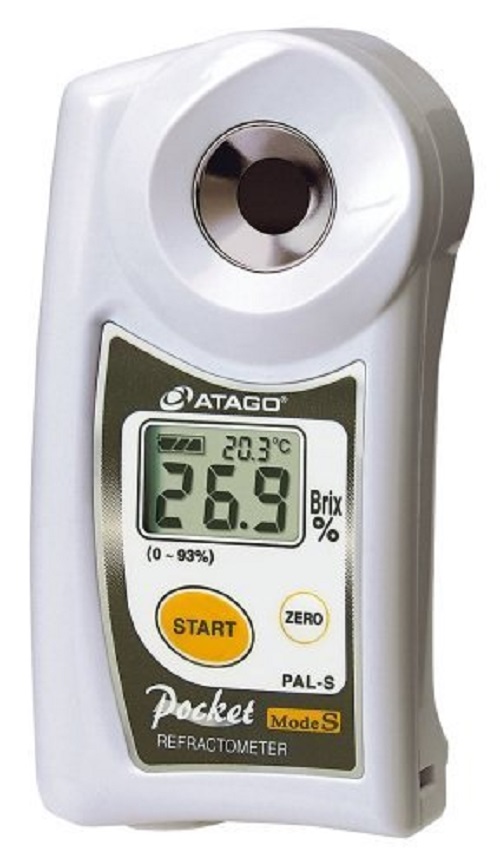 ATAGO®
20.3°C
26.9
Brix
%
(0~93%)
START
ZERO
PAL-S
Pocket
Mode S
REFRACTOMETER